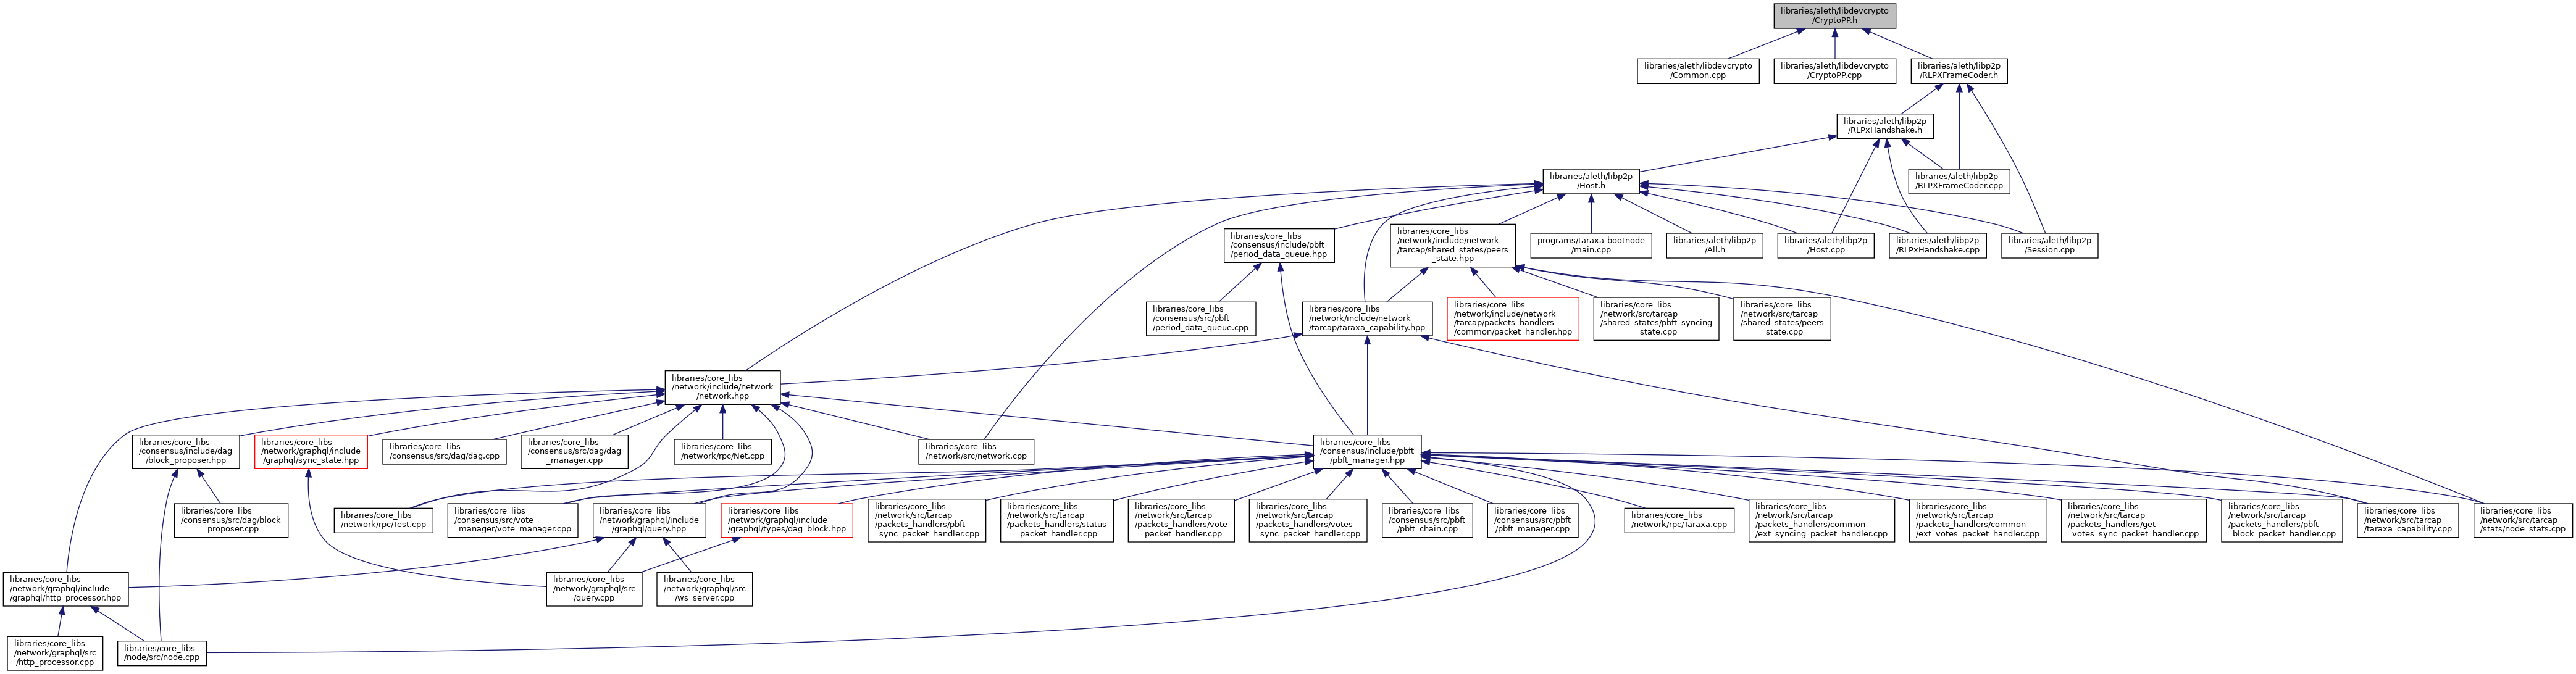 libraries/aleth/libdevcrypto
/CryptoPP.h
libraries/aleth/libdevcrypto
/Common.cpp
libraries/aleth/libdevcrypto
/CryptoPP.cpp
libraries/aleth/libp2p
/RLPXFrameCoder.h
libraries/aleth/libp2p
/RLPxHandshake.h
libraries/aleth/libp2p
/Host.h
libraries/aleth/libp2p
/RLPXFrameCoder.cpp
libraries/core_libs
/consensus/include/pbft
/period_data_queue.hpp
libraries/core_libs
/network/include/network
/tarcap/shared_states/peers
_state.hpp
programs/taraxa-bootnode
/main.cpp
libraries/aleth/libp2p
/All.h
libraries/aleth/libp2p
/Host.cpp
libraries/aleth/libp2p
/RLPxHandshake.cpp
libraries/aleth/libp2p
/Session.cpp
libraries/core_libs
/consensus/src/pbft
/period_data_queue.cpp
libraries/core_libs
/network/include/network
/tarcap/taraxa_capability.hpp
libraries/core_libs
/network/include/network
/tarcap/packets_handlers
/common/packet_handler.hpp
libraries/core_libs
/network/src/tarcap
/shared_states/pbft_syncing
_state.cpp
libraries/core_libs
/network/src/tarcap
/shared_states/peers
_state.cpp
libraries/core_libs
/network/include/network
/network.hpp
libraries/core_libs
/consensus/include/dag
/block_proposer.hpp
libraries/core_libs
/network/graphql/include
/graphql/sync_state.hpp
libraries/core_libs
/consensus/src/dag/dag.cpp
libraries/core_libs
/consensus/src/dag/dag
_manager.cpp
libraries/core_libs
/network/rpc/Net.cpp
libraries/core_libs
/network/src/network.cpp
libraries/core_libs
/consensus/include/pbft
/pbft_manager.hpp
libraries/core_libs
/consensus/src/dag/block
_proposer.cpp
libraries/core_libs
/network/rpc/Test.cpp
libraries/core_libs
/consensus/src/vote
_manager/vote_manager.cpp
libraries/core_libs
/network/graphql/include
/graphql/query.hpp
libraries/core_libs
/network/graphql/include
/graphql/types/dag_block.hpp
libraries/core_libs
/network/src/tarcap
/packets_handlers/pbft
_sync_packet_handler.cpp
libraries/core_libs
/network/src/tarcap
/packets_handlers/status
_packet_handler.cpp
libraries/core_libs
/network/src/tarcap
/packets_handlers/vote
_packet_handler.cpp
libraries/core_libs
/network/src/tarcap
/packets_handlers/votes
_sync_packet_handler.cpp
libraries/core_libs
/consensus/src/pbft
/pbft_chain.cpp
libraries/core_libs
/consensus/src/pbft
/pbft_manager.cpp
libraries/core_libs
/network/rpc/Taraxa.cpp
libraries/core_libs
/network/src/tarcap
/packets_handlers/common
/ext_syncing_packet_handler.cpp
libraries/core_libs
/network/src/tarcap
/packets_handlers/common
/ext_votes_packet_handler.cpp
libraries/core_libs
/network/src/tarcap
/packets_handlers/get
_votes_sync_packet_handler.cpp
libraries/core_libs
/network/src/tarcap
/packets_handlers/pbft
_block_packet_handler.cpp
libraries/core_libs
/network/src/tarcap
/taraxa_capability.cpp
libraries/core_libs
/network/src/tarcap
/stats/node_stats.cpp
libraries/core_libs
/network/graphql/include
/graphql/http_processor.hpp
libraries/core_libs
/network/graphql/src
/query.cpp
libraries/core_libs
/network/graphql/src
/ws_server.cpp
libraries/core_libs
/network/graphql/src
/http_processor.cpp
libraries/core_libs
/node/src/node.cpp